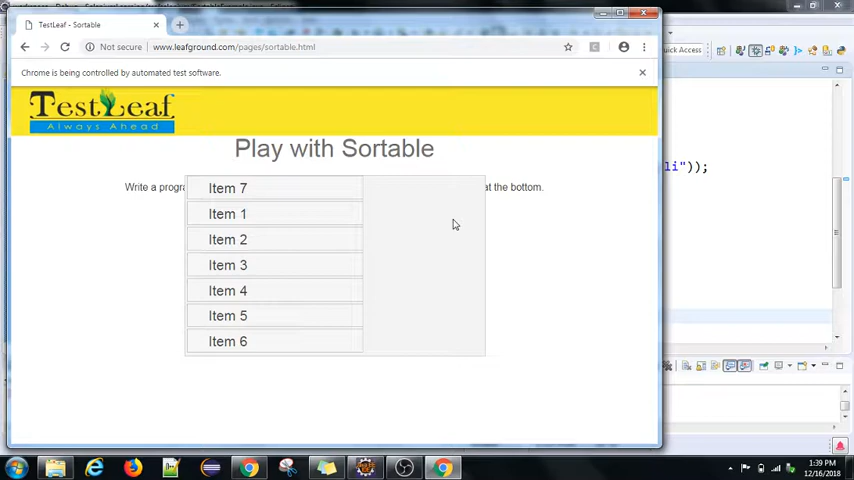 TestLeaf - Sortable
Not secure | www.leafground.com/pages/sortable.html
Quick Access
Chrome is being controlled by automated test software.
TestLeaf
Always Ahead
Play with Sortable
Write a progra
at the bottom.
li"));
Item 7
Item 1
Item 2
Item 3
Item 4
Item 5
Item 6
1:39 PM
12/16/2018